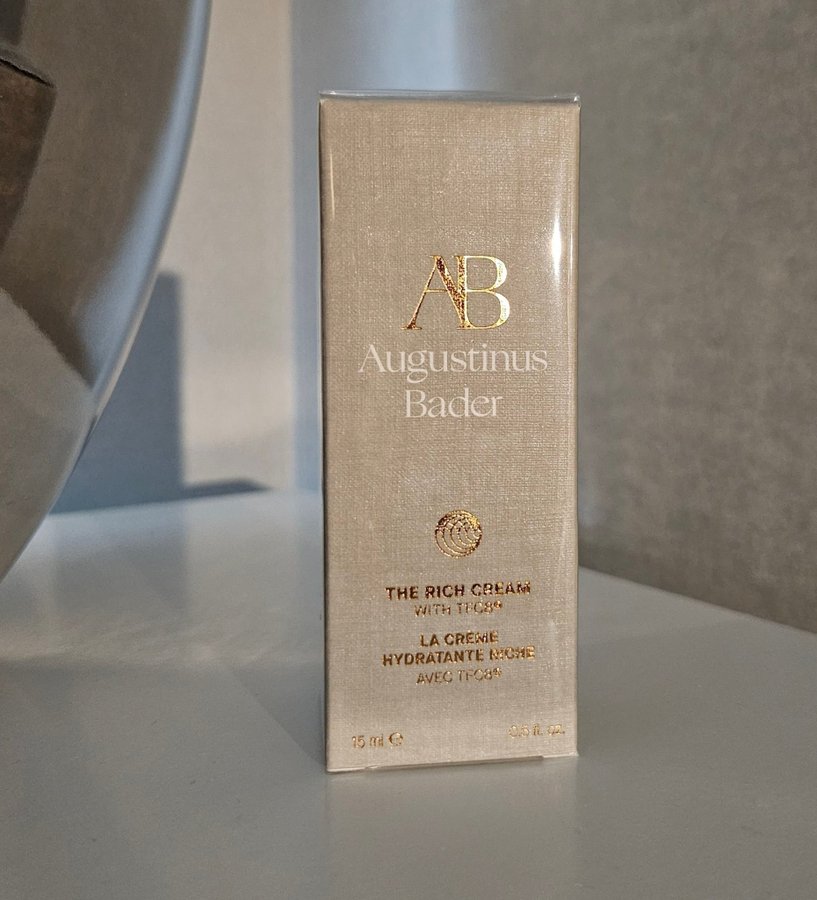 AB
Augustinus
Bader
THE RICH CREAM
WITH TFC8®
LA CRÈME
HYDRATANTE RICHE
AVEC TFC8®
15 ml ℮
0.5 fl. oz.